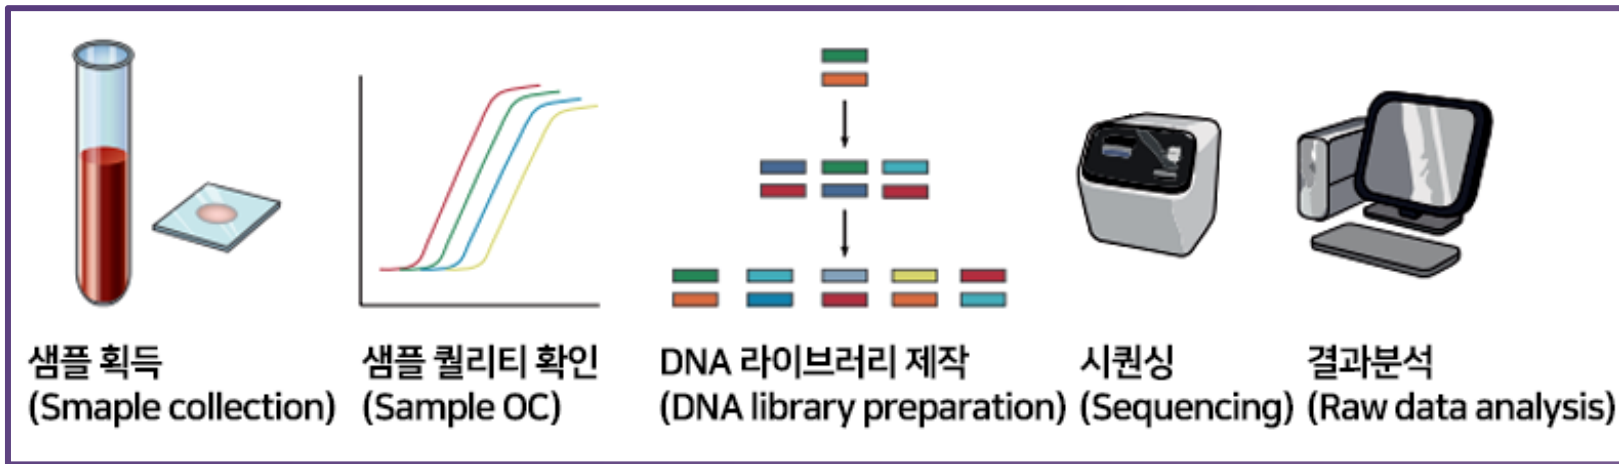 샘플 획득
(Smaple collection)
샘플 퀄리티 확인
(Sample OC)
DNA 라이브러리 제작
(DNA library preparation)
시퀀싱
(Sequencing)
결과분석
(Raw data analysis)